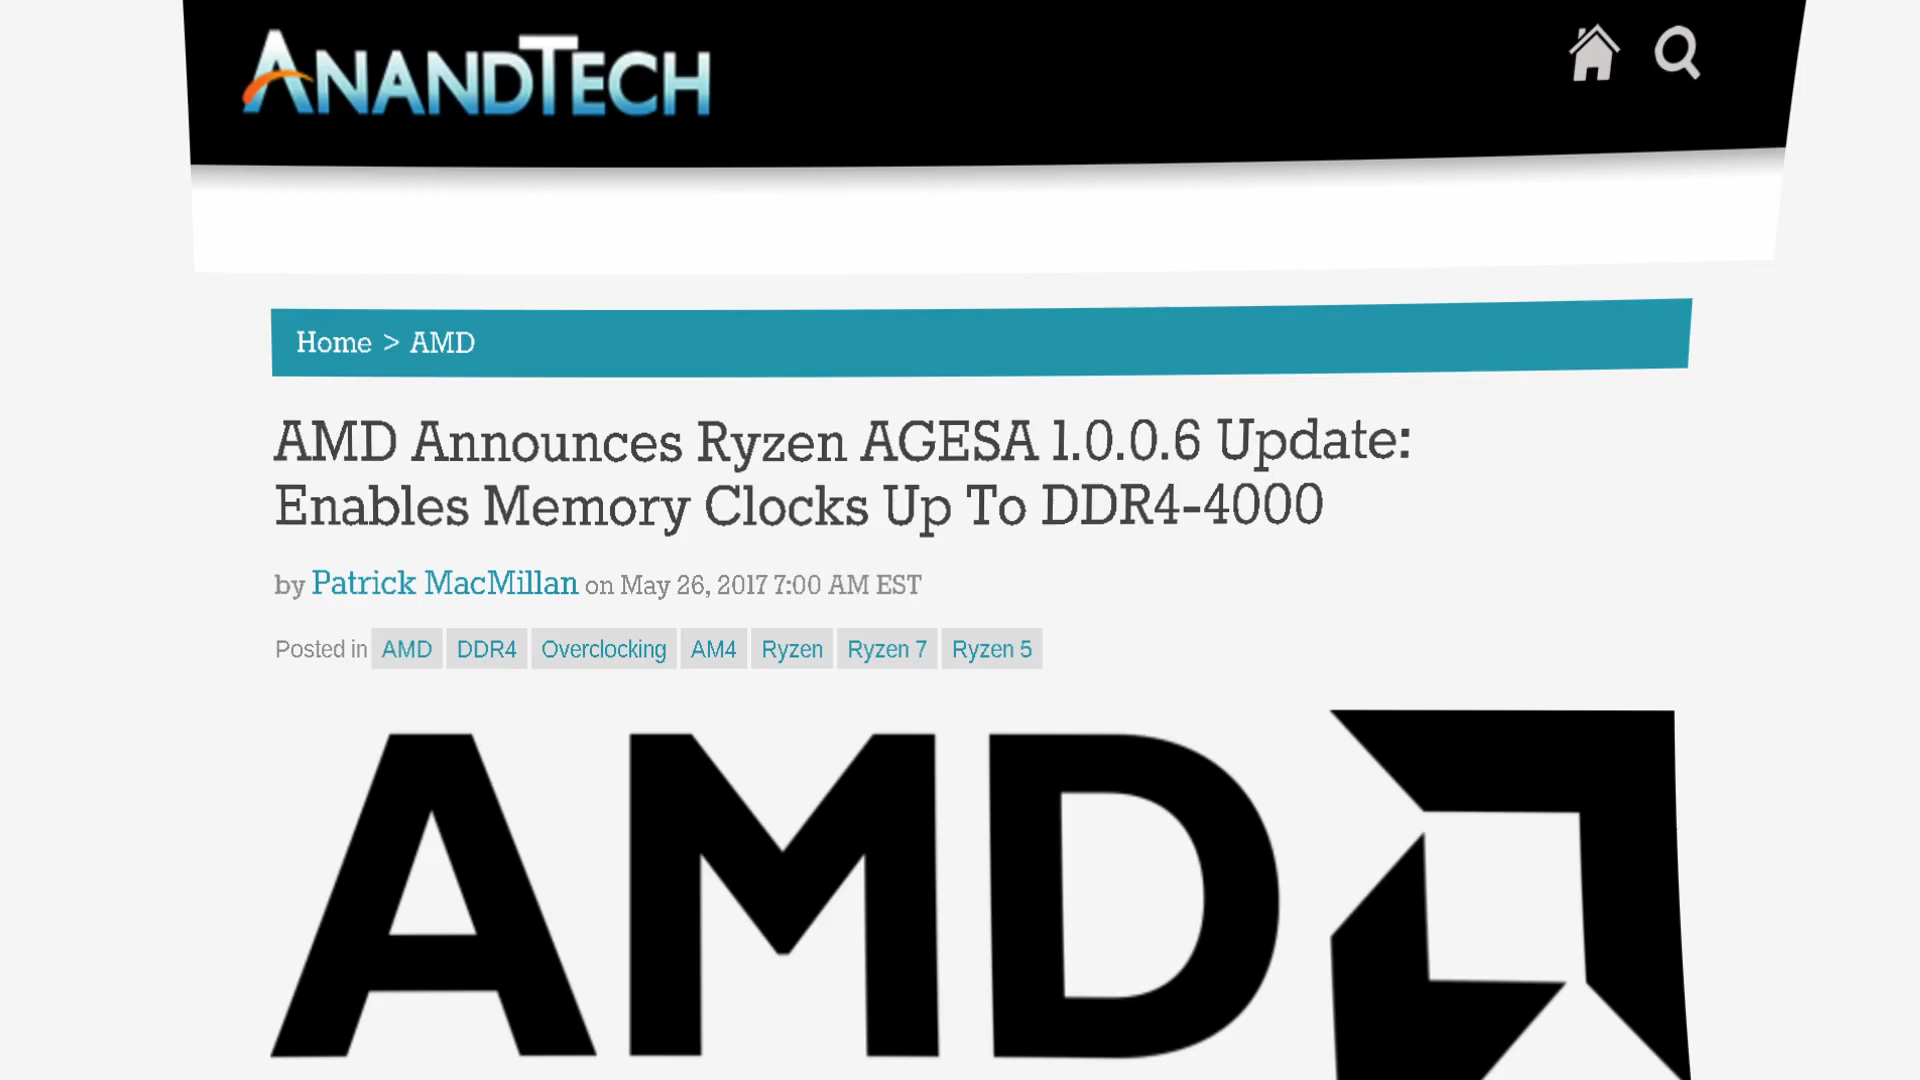 ANANDTECH
Home > AMD
AMD Announces Ryzen AGESA 1.0.0.6 Update:
Enables Memory Clocks Up To DDR4-4000
by Patrick MacMillan on May 26, 2017 7:00 AM EST
Posted in AMD DDR4 Overclocking AM4 Ryzen Ryzen 7 Ryzen 5
AMD